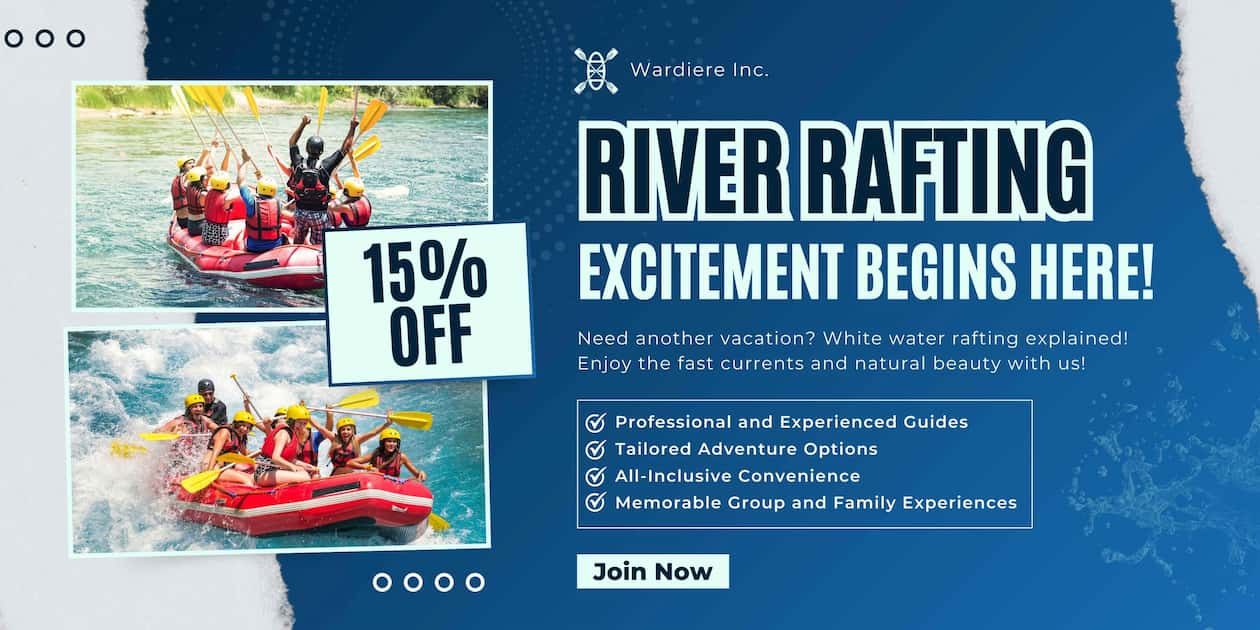 Wardiere Inc.
RIVER RAFTING
EXCITEMENT BEGINS HERE!
Need another vacation? White water rafting explained!
Enjoy the fast currents and natural beauty with us!
Professional and Experienced Guides
Tailored Adventure Options
All-Inclusive Convenience
Memorable Group and Family Experiences
Join Now
15%
OFF